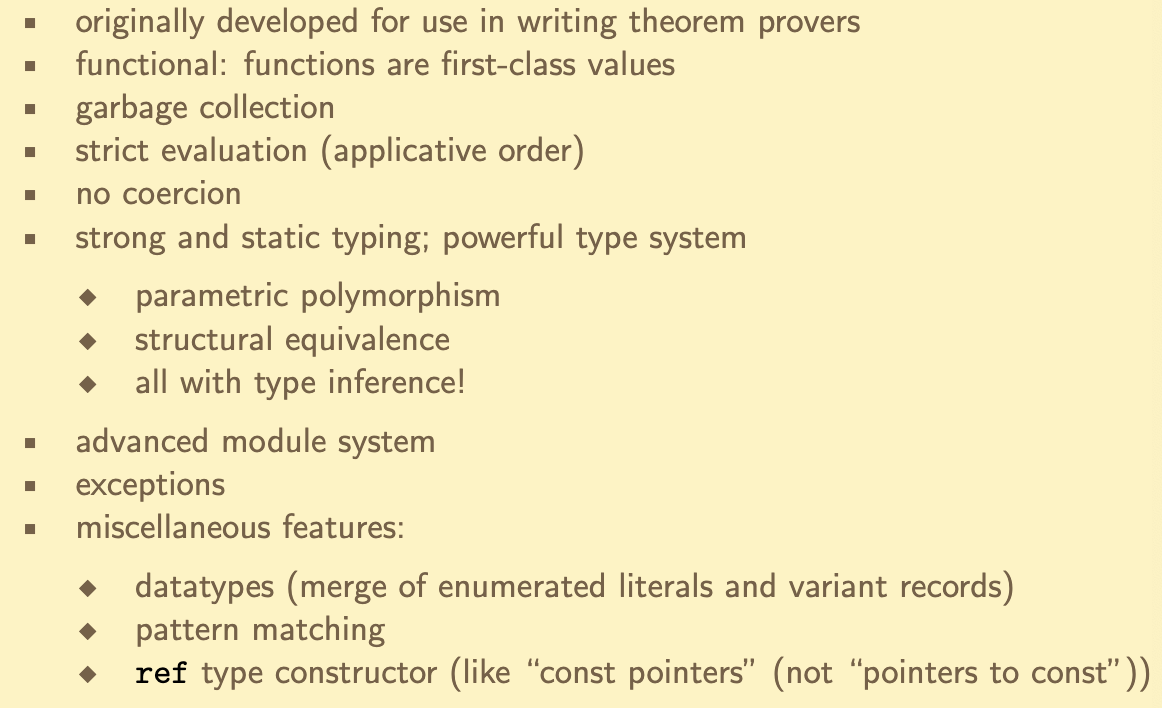 ▪ originally developed for use in writing theorem provers
▪ functional: functions are first-class values
▪ garbage collection
▪ strict evaluation (applicative order)
▪ no coercion
▪ strong and static typing; powerful type system
◆ parametric polymorphism
◆ structural equivalence
◆ all with type inference!
▪ advanced module system
▪ exceptions
▪ miscellaneous features:
◆ datatypes (merge of enumerated literals and variant records)
◆ pattern matching
◆ ref type constructor (like “const pointers” (not “pointers to const”))